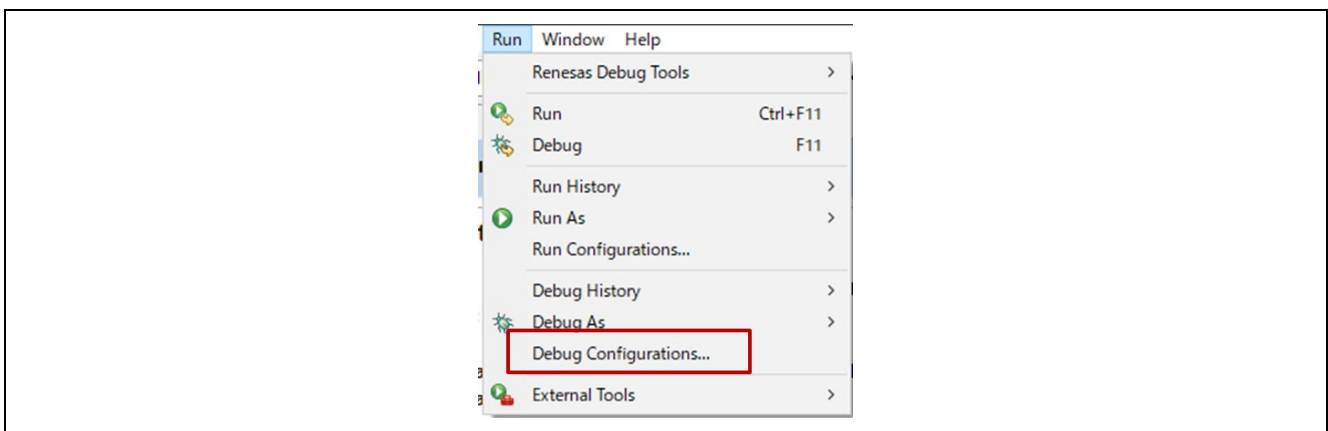 Run Window Help
Renesas Debug Tools >
Run Ctrl+F11
Debug F11
Run History >
Run As >
Run Configurations...
Debug History >
Debug As >
Debug Configurations...
External Tools >